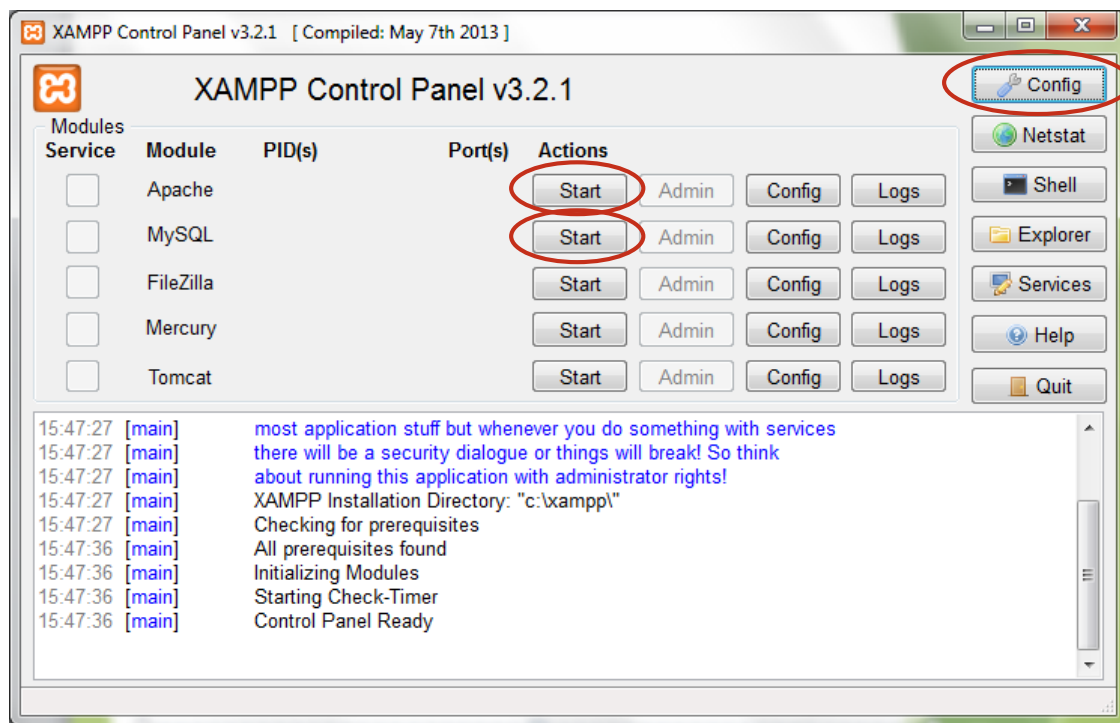 XAMPP Control Panel v3.2.1 [ Compiled: May 7th 2013 ]
XAMPP Control Panel v3.2.1
Config
Modules
Netstat
Service Module PID(s) Port(s) Actions
Apache Start Admin Config Logs
Shell
MySQL Start Admin Config Logs
Explorer
FileZilla Start Admin Config Logs
Services
Mercury Start Admin Config Logs
Help
Tomcat Start Admin Config Logs
Quit
15:47:27 [main] most application stuff but whenever you do something with services
15:47:27 [main] there will be a security dialogue or things will break! So think
15:47:27 [main] about running this application with administrator rights!
15:47:27 [main] XAMPP Installation Directory: "c:\xampp\"
15:47:27 [main] Checking for prerequisites
15:47:36 [main] All prerequisites found
15:47:36 [main] Initializing Modules
15:47:36 [main] Starting Check-Timer
15:47:36 [main] Control Panel Ready